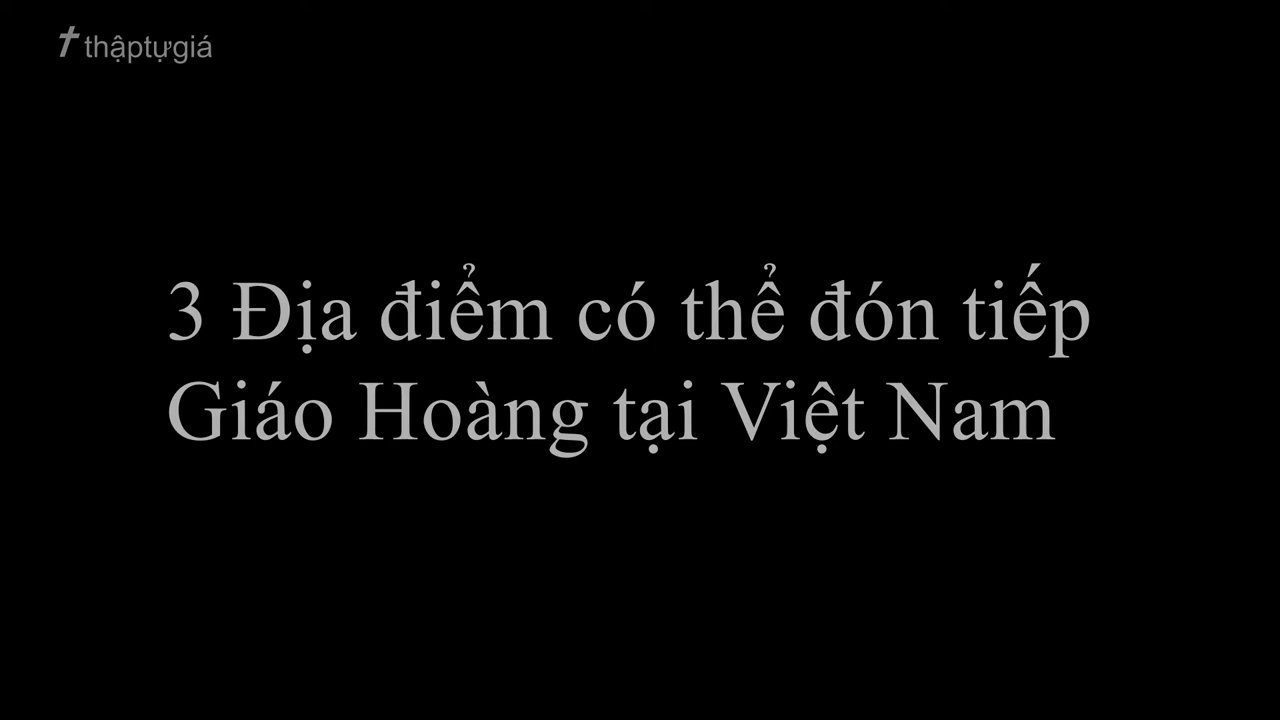 thậptựgiá
3 Địa điểm có thể đón tiếp
Giáo Hoàng tại Việt Nam